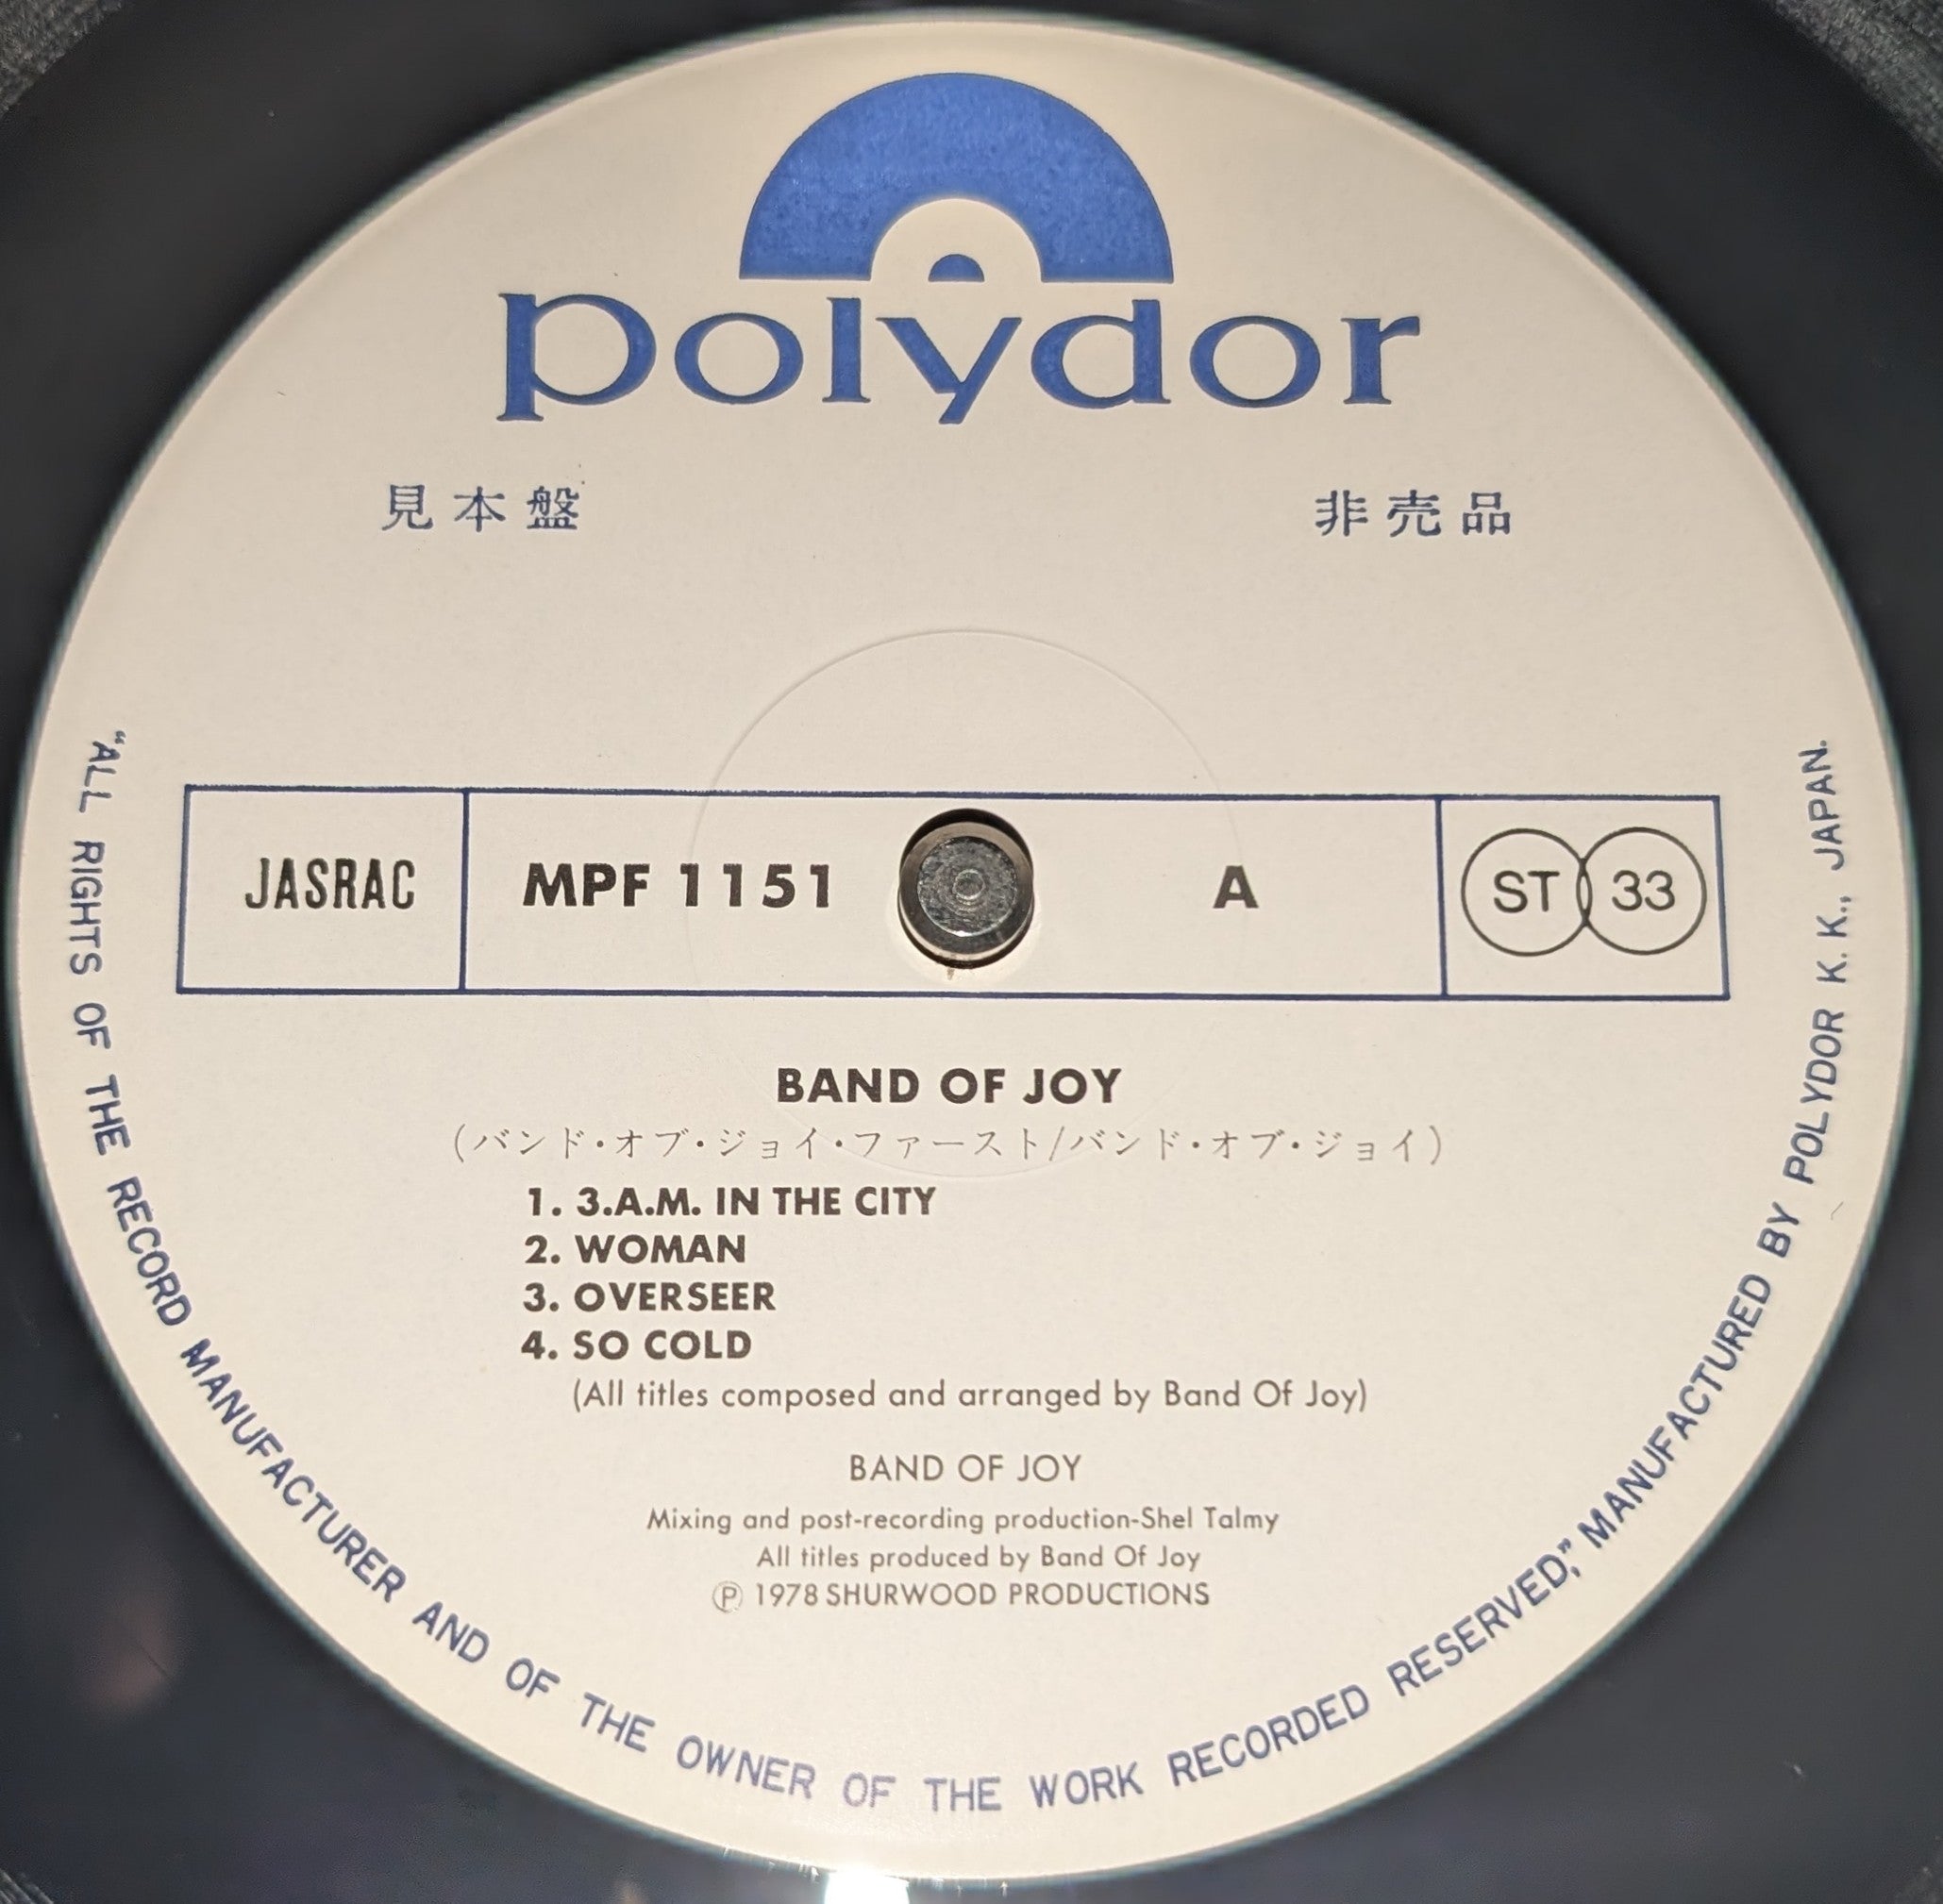 polydor
見本盤 非売品
JASRAC MPF 1151 A ST 33
BAND OF JOY
(バンド・オブ・ジョイ・ファースト/バンド・オブ・ジョイ)
1. 3.A.M. IN THE CITY
2. WOMAN
3. OVERSEER
4. SO COLD
(All titles composed and arranged by Band Of Joy)
BAND OF JOY
Mixing and post-recording production-Shel Talmy
All titles produced by Band Of Joy
Ⓟ 1978 SHURWOOD PRODUCTIONS
“ALL RIGHTS OF THE RECORD MANUFACTURER AND OF THE OWNER OF THE WORK RECORDED RESERVED;” MANUFACTURED BY POLYDOR K. K., JAPAN.